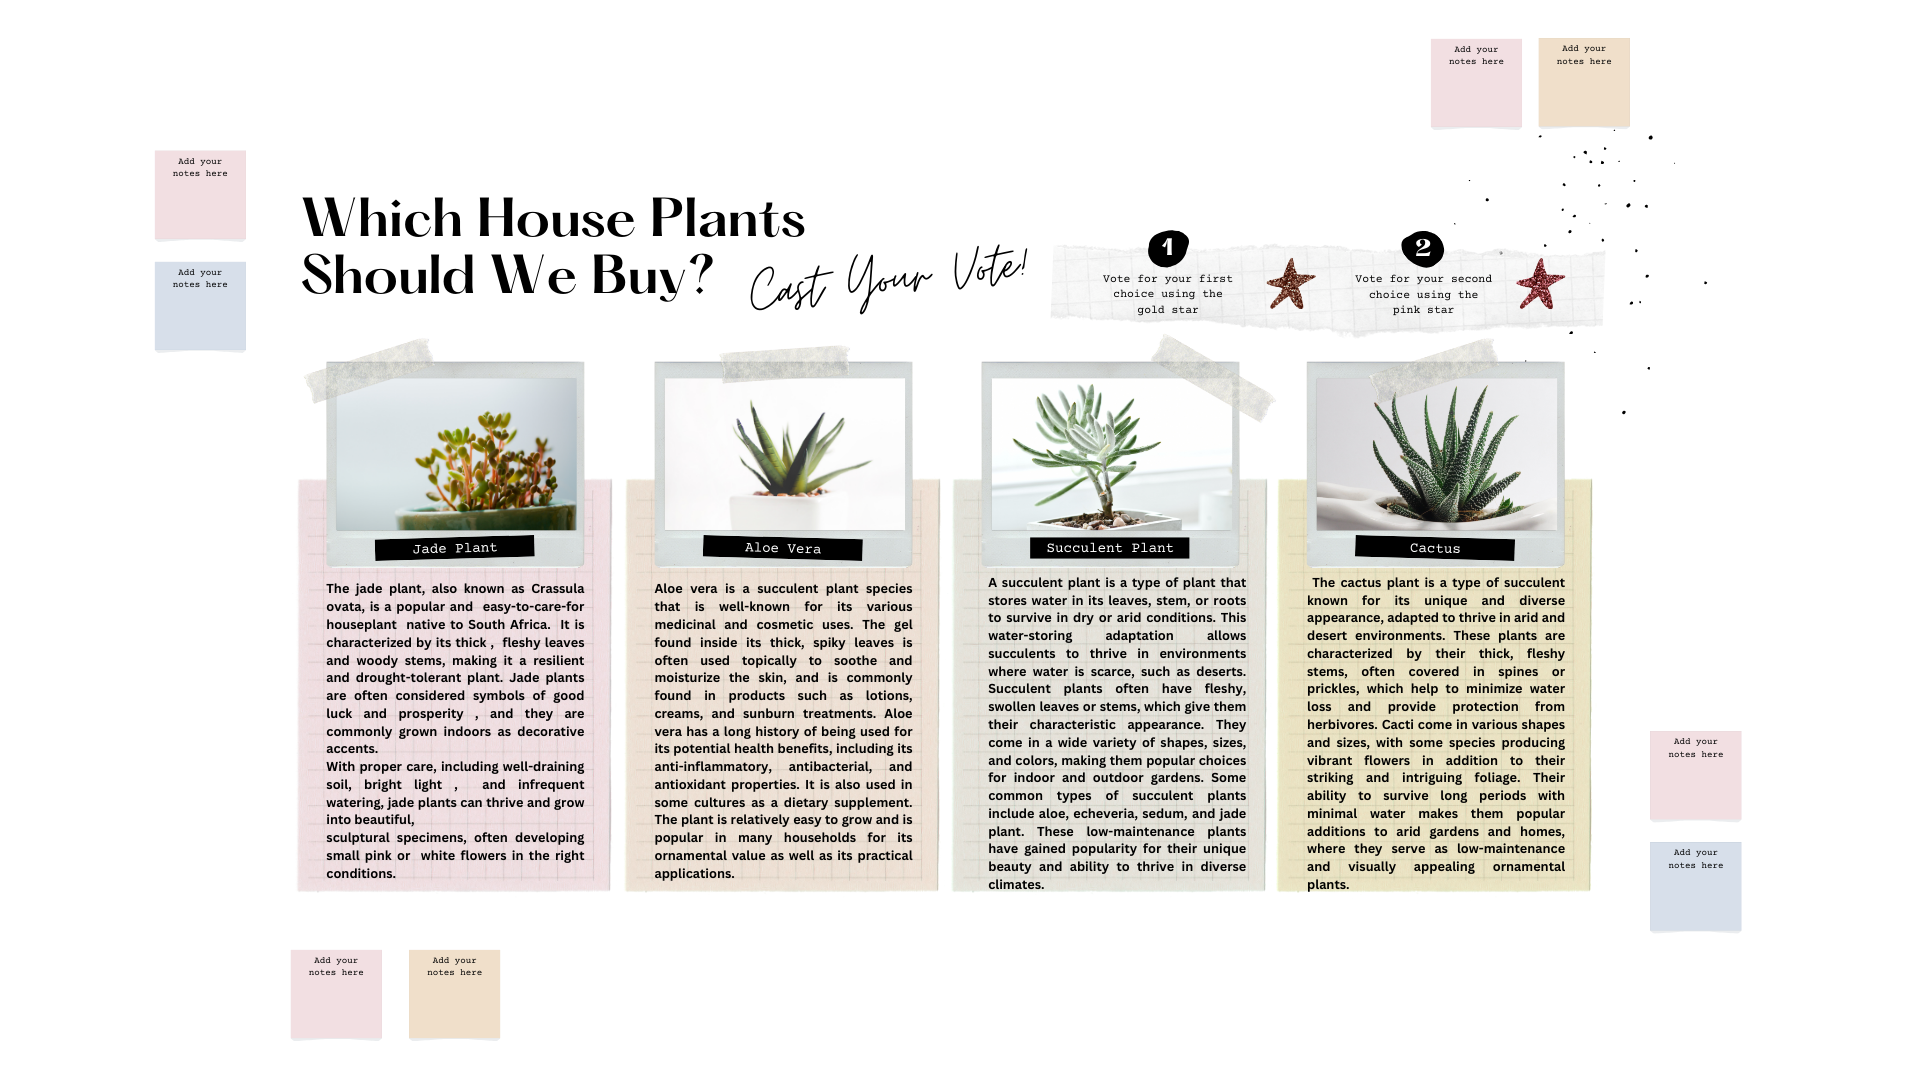 Add your
notes here
Add your
notes here
Add your
notes here
Add your
notes here
Which House Plants
Should We Buy?
Cast Your Vote!
1
Vote for your first
choice using the
gold star
2
Vote for your second
choice using the
pink star
Jade Plant
The jade plant, also known as Crassula
ovata, is a popular and easy-to-care-for
houseplant native to South Africa. It is
characterized by its thick , fleshy leaves
and woody stems, making it a resilient
and drought-tolerant plant. Jade plants
are often considered symbols of good
luck and prosperity , and they are
commonly grown indoors as decorative
accents.
With proper care, including well-draining
soil, bright light , and infrequent
watering, jade plants can thrive and grow
into beautiful,
sculptural specimens, often developing
small pink or white flowers in the right
conditions.
Aloe Vera
Aloe vera is a succulent plant species
that is well-known for its various
medicinal and cosmetic uses. The gel
found inside its thick, spiky leaves is
often used topically to soothe and
moisturize the skin, and is commonly
found in products such as lotions,
creams, and sunburn treatments. Aloe
vera has a long history of being used for
its potential health benefits, including its
anti-inflammatory, antibacterial, and
antioxidant properties. It is also used in
some cultures as a dietary supplement.
The plant is relatively easy to grow and is
popular in many households for its
ornamental value as well as its practical
applications.
Succulent Plant
A succulent plant is a type of plant that
stores water in its leaves, stem, or roots
to survive in dry or arid conditions. This
water-storing adaptation allows
succulents to thrive in environments
where water is scarce, such as deserts.
Succulent plants often have fleshy,
swollen leaves or stems, which give them
their characteristic appearance. They
come in a wide variety of shapes, sizes,
and colors, making them popular choices
for indoor and outdoor gardens. Some
common types of succulent plants
include aloe, echeveria, sedum, and jade
plant. These low-maintenance plants
have gained popularity for their unique
beauty and ability to thrive in diverse
climates.
Cactus
The cactus plant is a type of succulent
known for its unique and diverse
appearance, adapted to thrive in arid and
desert environments. These plants are
characterized by their thick, fleshy
stems, often covered in spines or
prickles, which help to minimize water
loss and provide protection from
herbivores. Cacti come in various shapes
and sizes, with some species producing
vibrant flowers in addition to their
striking and intriguing foliage. Their
ability to survive long periods with
minimal water makes them popular
additions to arid gardens and homes,
where they serve as low-maintenance
and visually appealing ornamental
plants.
Add your
notes here
Add your
notes here
Add your
notes here
Add your
notes here